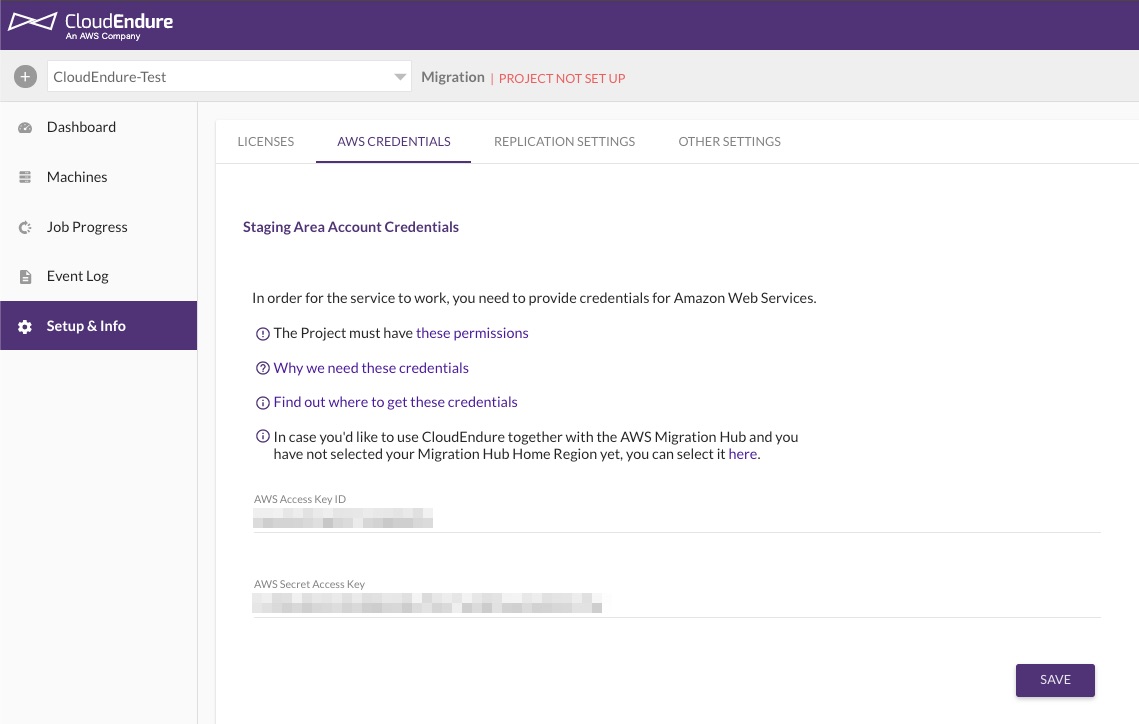 CloudEndure
An AWS Company
CloudEndure-Test
Migration | PROJECT NOT SET UP
Dashboard
Machines
Job Progress
Event Log
Setup & Info
LICENSES
AWS CREDENTIALS
REPLICATION SETTINGS
OTHER SETTINGS
Staging Area Account Credentials
In order for the service to work, you need to provide credentials for Amazon Web Services.
The Project must have these permissions
Why we need these credentials
Find out where to get these credentials
In case you'd like to use CloudEndure together with the AWS Migration Hub and you
have not selected your Migration Hub Home Region yet, you can select it here.
AWS Access Key ID
AWS Secret Access Key
SAVE